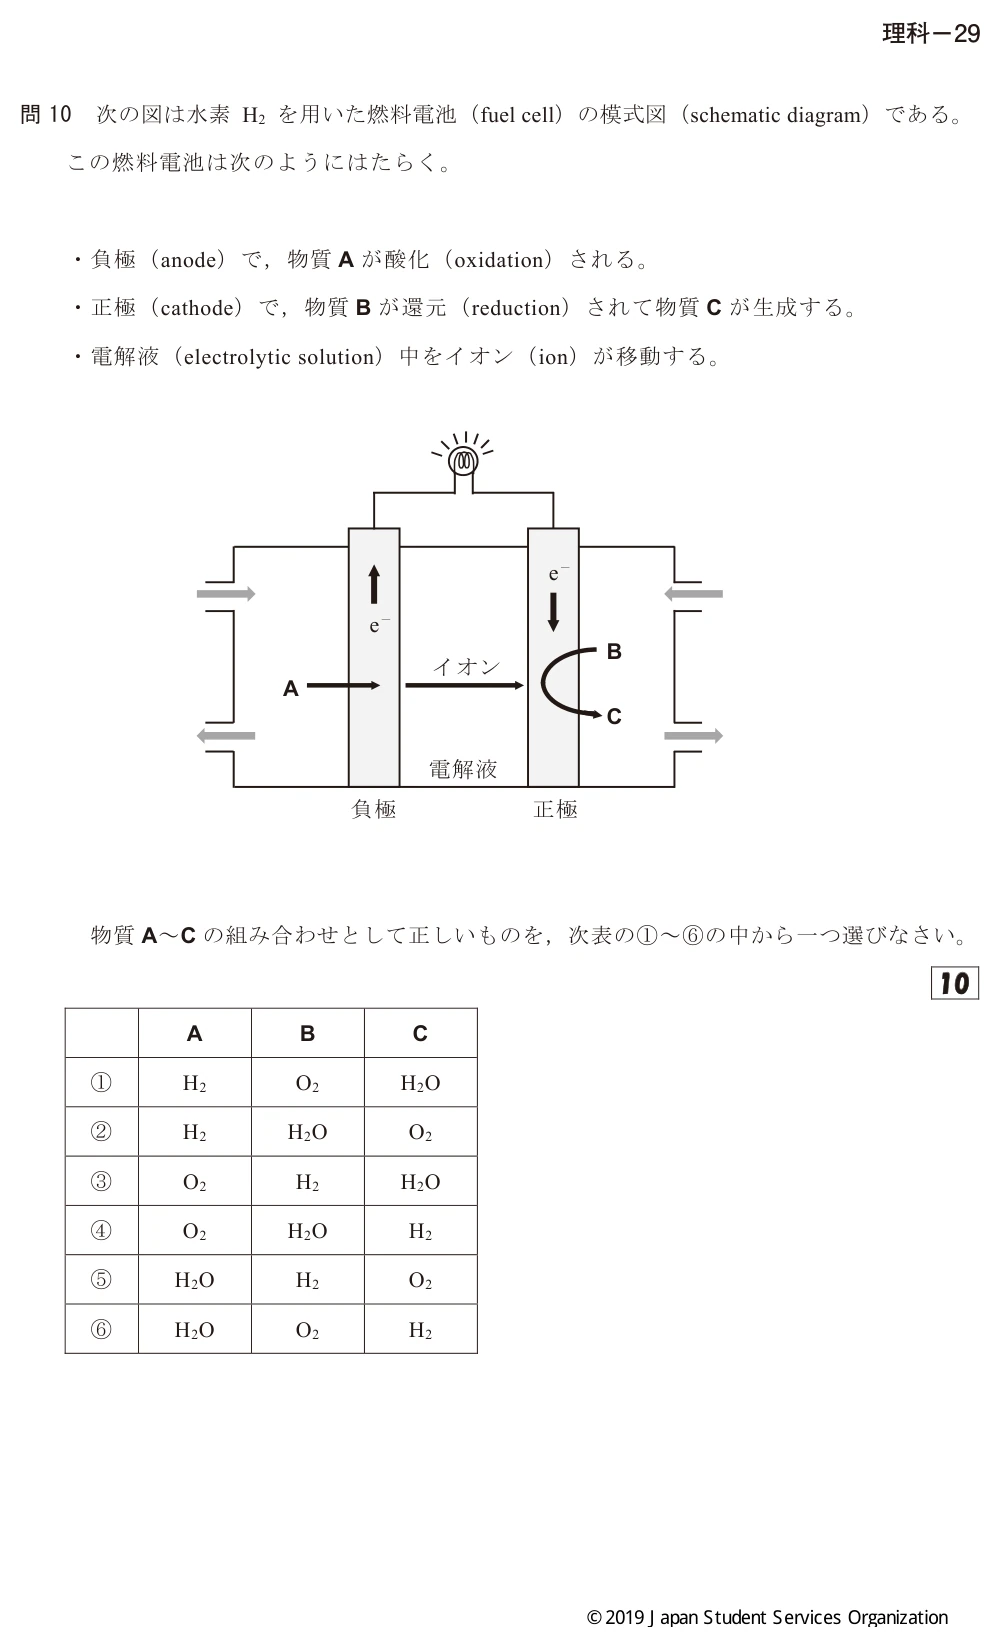 理科－29
問10　次の図は水素 H₂ を用いた燃料電池（fuel cell）の模式図（schematic diagram）である。
この燃料電池は次のようにはたらく。
・負極（anode）で，物質 A が酸化（oxidation）される。
・正極（cathode）で，物質 B が還元（reduction）されて物質 C が生成する。
・電解液（electrolytic solution）中をイオン（ion）が移動する。
e⁻
e⁻
イオン
B
A
C
電解液
負極
正極
物質 A～C の組み合わせとして正しいものを，次表の①～⑥の中から一つ選びなさい。
10
A B C
① H₂ O₂ H₂O
② H₂ H₂O O₂
③ O₂ H₂ H₂O
④ O₂ H₂O H₂
⑤ H₂O H₂ O₂
⑥ H₂O O₂ H₂
© 2019 Japan Student Services Organization